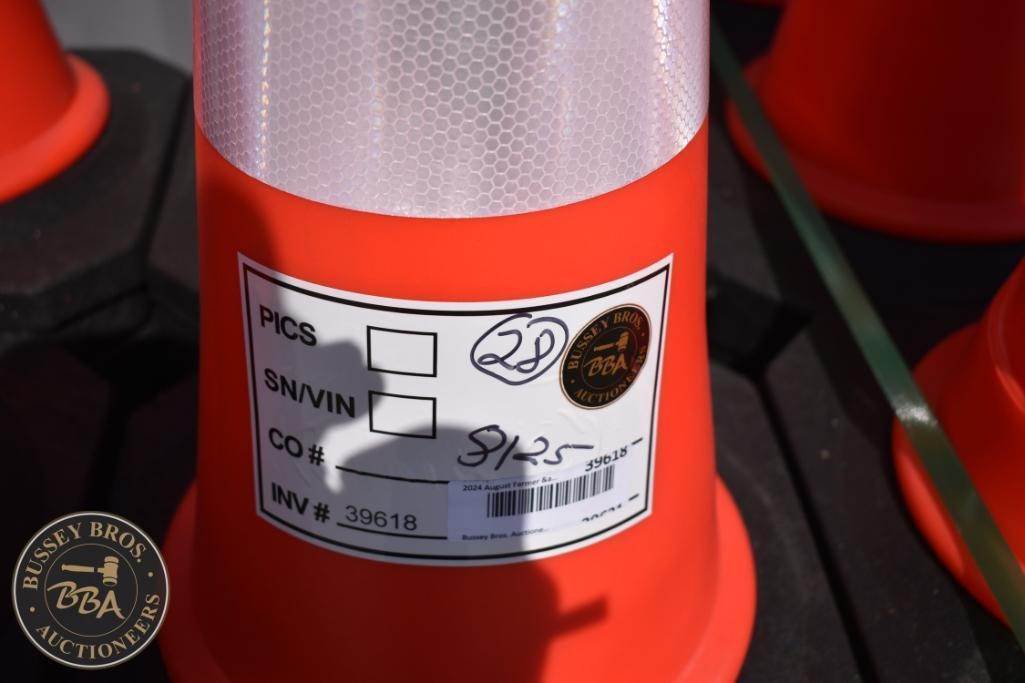 PICS
28
BUSSEY BROS.
BBA
AUCTIONEERS
SN/VIN
CO #
8125
39618
2024 August Farmer &a...
Bussey Bros. Auctione...
INV # 39618
BUSSEY BROS.
BBA
AUCTIONEERS